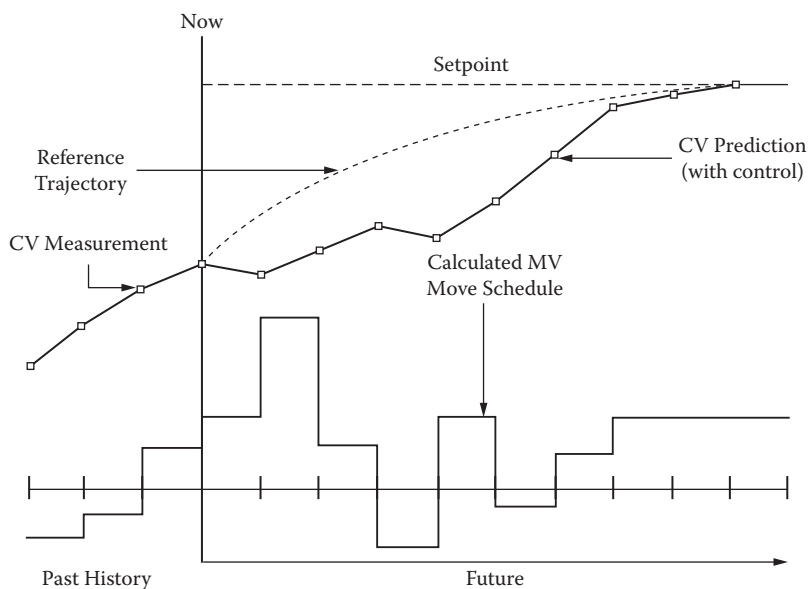 Now
Setpoint
Reference
Trajectory
CV Prediction
(with control)
CV Measurement
Calculated MV
Move Schedule
Past History
Future